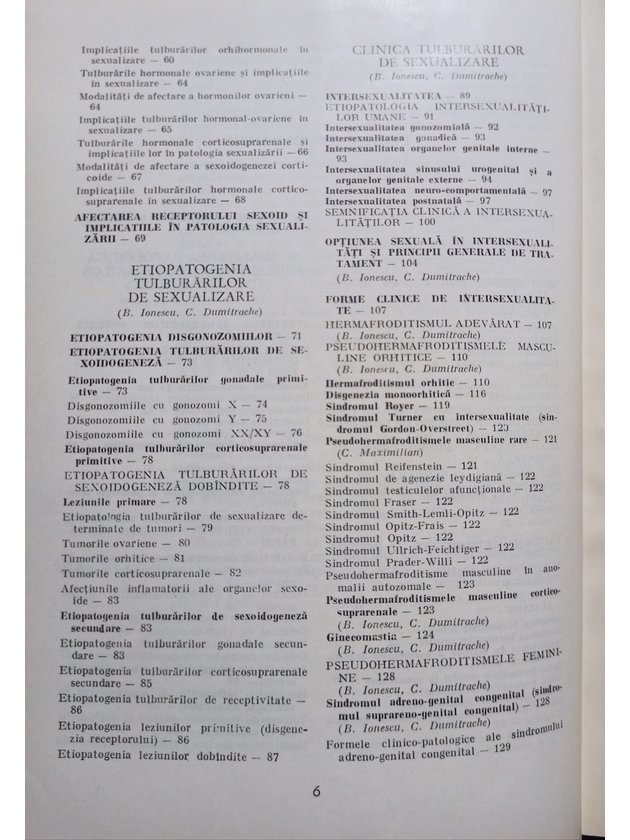 Implicațiile tulburărilor orhihormonale în
sexualizare — 60
Tulburările hormonale ovariene și implicațiile
în sexualizare — 64
Modalități de afectare a hormonilor ovarieni —
64
Implicațiile tulburărilor hormonal-ovariene în
sexualizare — 65
Tulburările hormonale corticosuprarenale și
implicațiile lor în patologia sexualizării — 66
Modalități de afectare a sexoidogenezei corti-
coide — 67
Implicațiile tulburărilor hormonale cortico-
suprarenale în sexualizare — 68
AFECTAREA RECEPTORULUI SEXOID ȘI
IMPLICAȚIILE ÎN PATOLOGIA SEXUALI-
ZĂRII — 69
ETIOPATOGENIA
TULBURĂRILOR
DE SEXUALIZARE
(B. Ionescu, C. Dumitrache)
ETIOPATOGENIA DISGONOZOMIILOR — 71
ETIOPATOGENIA TULBURĂRILOR DE SE-
XOIDOGENEZĂ — 73
Etiopatogenia tulburărilor gonadale primi-
tive — 73
Disgonozomiile cu gonozomi X — 74
Disgonozomiile cu gonozomi Y — 75
Disgonozomiile cu gonozomi XX/XY — 76
Etiopatogenia tulburărilor corticosuprarenale
primitive — 78
ETIOPATOGENIA TULBURĂRILOR DE
SEXOIDOGENEZĂ DOBÎNDITE — 78
Leziunile primare — 78
Etiopatologia tulburărilor de sexualizare de-
terminate de tumori — 79
Tumorile ovariene — 80
Tumorile orhitice — 81
Tumorile corticosuprarenale — 82
Afecțiunile inflamatorii ale organelor sexo-
ide — 83
Etiopatogenia tulburărilor de sexoidogeneză
secundare — 83
Etiopatogenia tulburărilor gonadale secun-
dare — 83
Etiopatogenia tulburărilor corticosuprarenale
secundare — 85
Etiopatogenia tulburărilor de receptivitate —
86
Etiopatogenia leziunilor primitive (disgene-
zia receptorului) — 86
Etiopatogenia leziunilor dobîndite — 87
CLINICA TULBURĂRILOR
DE SEXUALIZARE
(B. Ionescu, C. Dumitrache)
INTERSEXUALITATEA — 89
ETIOPATOLOGIA INTERSEXUALITĂȚI-
LOR UMANE — 91
Intersexualitatea gonozomială — 92
Intersexualitatea gonadică — 93
Intersexualitatea organelor genitale interne —
93
Intersexualitatea sinusului urogenital și a
organelor genitale externe — 94
Intersexualitatea neuro-comportamentală — 97
Intersexualitatea postnatală — 97
SEMNIFICAȚIA CLINICĂ A INTERSEXUA-
LITĂȚILOR — 100
OPȚIUNEA SEXUALĂ ÎN INTERSEXUALI-
TĂȚI ȘI PRINCIPII GENERALE DE TRA-
TAMENT — 104
(B. Ionescu, C. Dumitrache)
FORME CLINICE DE INTERSEXUALITA-
TE — 107
HERMAFRODITISMUL ADEVĂRAT — 107
(B. Ionescu, C. Dumitrache)
PSEUDOHERMAFRODITISMELE MASCU-
LINE ORHITICE — 110
(B. Ionescu, C. Dumitrache)
Hermafroditismul orhitic — 110
Disgenezia monoorhitică — 116
Sindromul Royer — 119
Sindromul Turner cu intersexualitate (sin-
dromul Gordon-Overstreet) — 120
Pseudohermafroditismele masculine rare — 121
(C. Maximilian)
Sindromul Reifenstein — 121
Sindromul de agenezie leydigiană — 122
Sindromul testiculelor afuncționale — 122
Sindromul Fraser — 122
Sindromul Smith-Lemli-Opitz — 122
Sindromul Opitz-Frais — 122
Sindromul Opitz — 122
Sindromul Ullrich-Feichtiger — 122
Sindromul Prader-Willi — 122
Pseudohermafroditisme masculine în ano-
malii autozomale — 123
Pseudohermafroditismele masculine cortico-
suprarenale — 123
(B. Ionescu, C. Dumitrache)
Ginecomastia — 124
(B. Ionescu, C. Dumitrache)
PSEUDOHERMAFRODITISMELE FEMINI-
NE — 128
(B. Ionescu, C. Dumitrache)
Sindromul adreno-genital congenital (sindro-
mul suprareno-genital congenital) — 128
(B. Ionescu, C. Dumitrache)
Formele clinico-patologice ale sindromului
adreno-genital congenital — 129
6